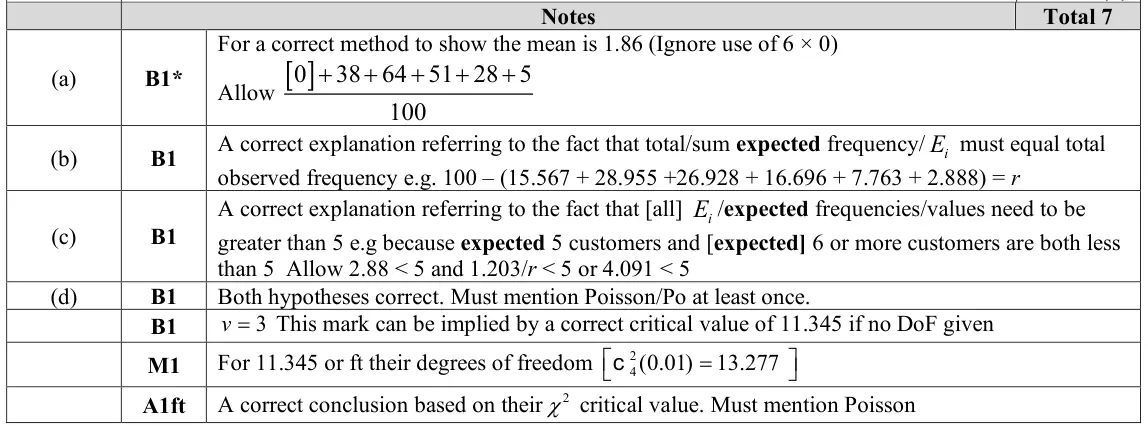 Notes Total 7
For a correct method to show the mean is 1.86 (Ignore use of 6 × 0)
(a) B1*
Allow [0]+38+64+51+28+5
100
(b) B1 A correct explanation referring to the fact that total/sum expected frequency/ E_i must equal total
observed frequency e.g. 100 – (15.567 + 28.955 +26.928 + 16.696 + 7.763 + 2.888) = r
(c) B1 A correct explanation referring to the fact that [all] E_i /expected frequencies/values need to be
greater than 5 e.g because expected 5 customers and [expected] 6 or more customers are both less
than 5 Allow 2.88 < 5 and 1.203/r < 5 or 4.091 < 5
(d) B1 Both hypotheses correct. Must mention Poisson/Po at least once.
B1 v = 3 This mark can be implied by a correct critical value of 11.345 if no DoF given
M1 For 11.345 or ft their degrees of freedom [c²₄(0.01) = 13.277 ]
A1ft A correct conclusion based on their χ² critical value. Must mention Poisson